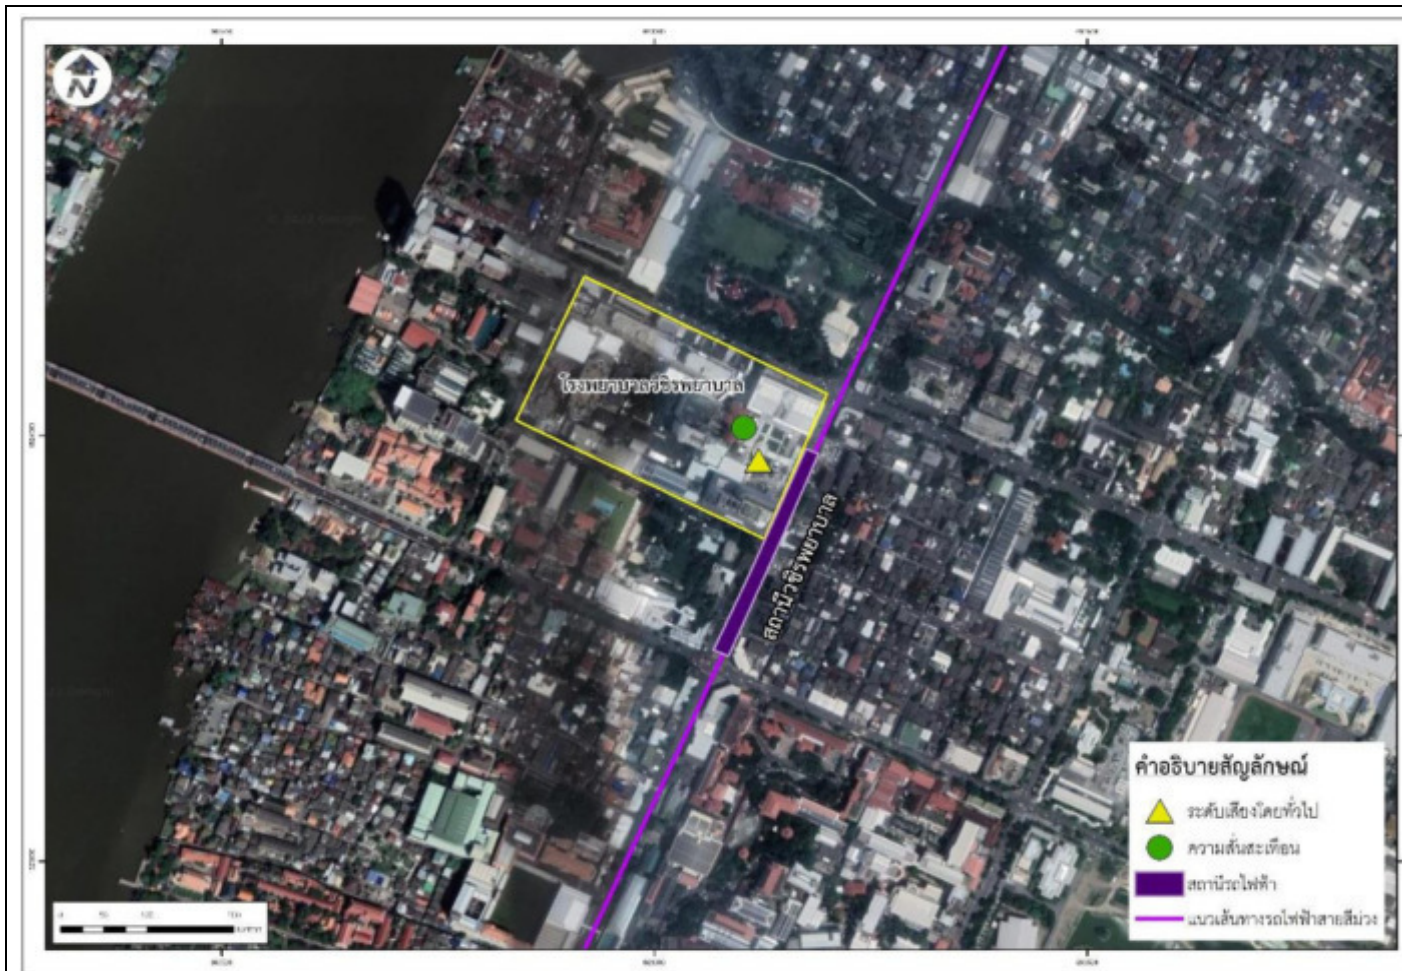 N
โรงพยาบาลวชิรพยาบาล
สถานีวชิรพยาบาล
คำอธิบายสัญลักษณ์
ระดับเสียงโดยทั่วไป
ความสั่นสะเทือน
สถานีรถไฟฟ้า
แนวเส้นทางรถไฟฟ้าสายสีม่วง
0 50 100